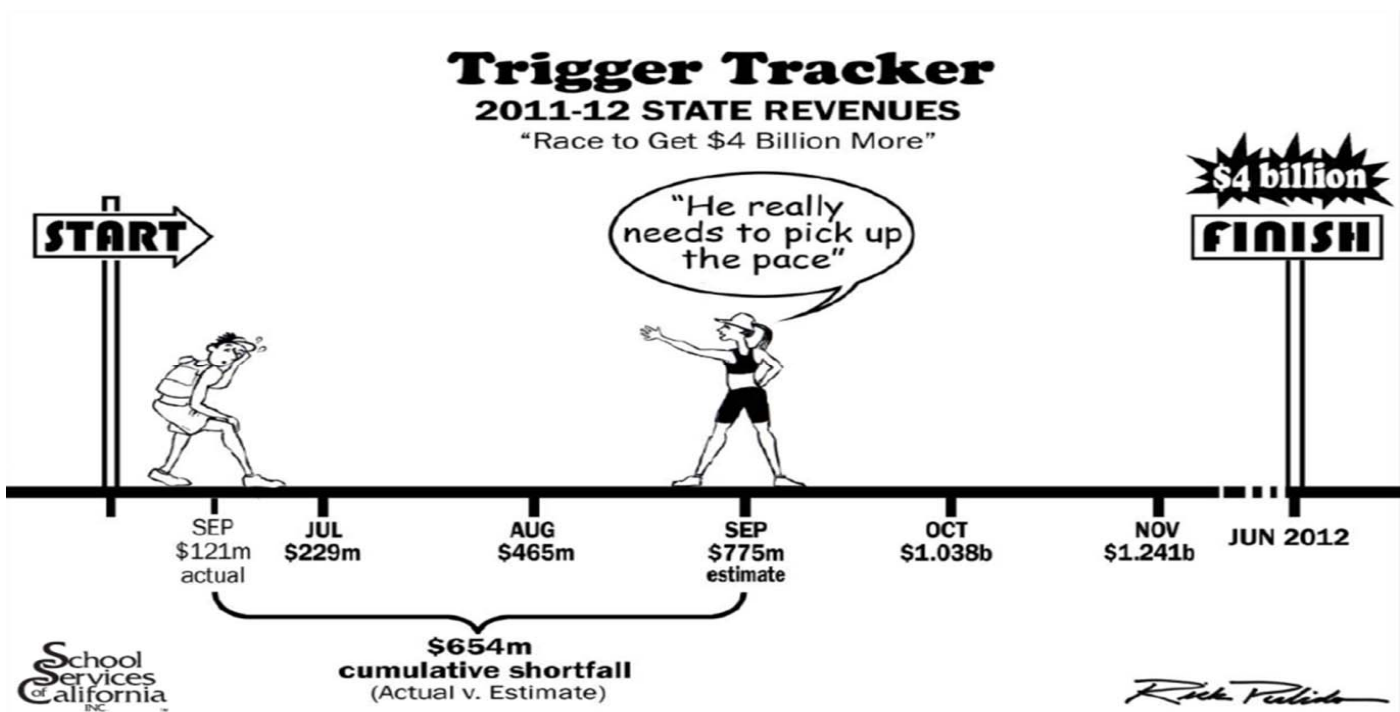 Trigger Tracker
2011-12 STATE REVENUES
“Race to Get $4 Billion More”
$4 billion
START
FINISH
“He really
needs to pick up
the pace”
SEP
$121m
actual
JUL
$229m
AUG
$465m
SEP
$775m
estimate
OCT
$1.038b
NOV
$1.241b
JUN 2012
$654m
cumulative shortfall
(Actual v. Estimate)
School
Services
of California
INC
Rick Pulido